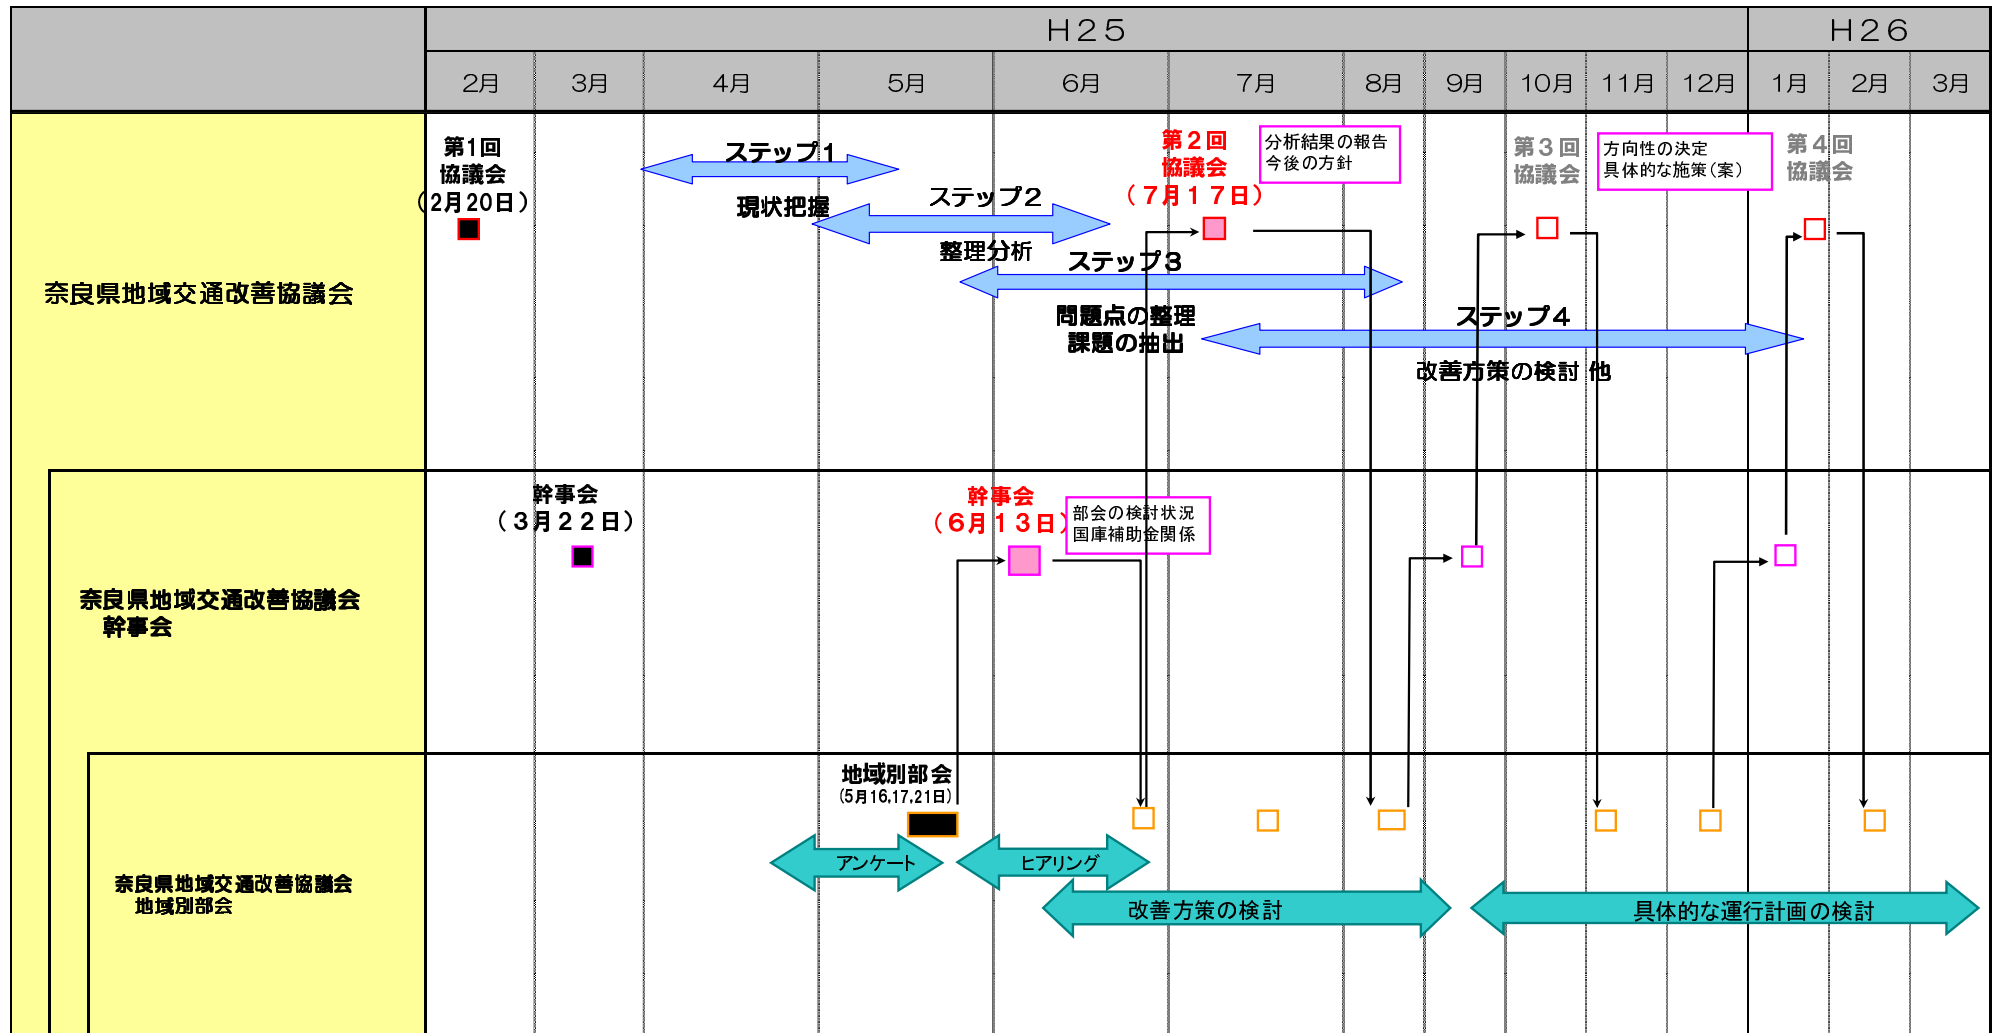 H25
H26
2月
3月
4月
5月
6月
7月
8月
9月
10月
11月
12月
1月
2月
3月
奈良県地域交通改善協議会
第1回
協議会
(2月20日)
ステップ1
現状把握
ステップ2
整理分析
ステップ3
問題点の整理
課題の抽出
ステップ4
改善方策の検討 他
第2回
協議会
(7月17日)
分析結果の報告
今後の方針
第3回
協議会
方向性の決定
具体的な施策(案)
第4回
協議会
奈良県地域交通改善協議会
幹事会
幹事会
(3月22日)
幹事会
(6月13日)
部会の検討状況
国庫補助金関係
奈良県地域交通改善協議会
地域別部会
地域別部会
(5月16,17,21日)
アンケート
ヒアリング
改善方策の検討
具体的な運行計画の検討